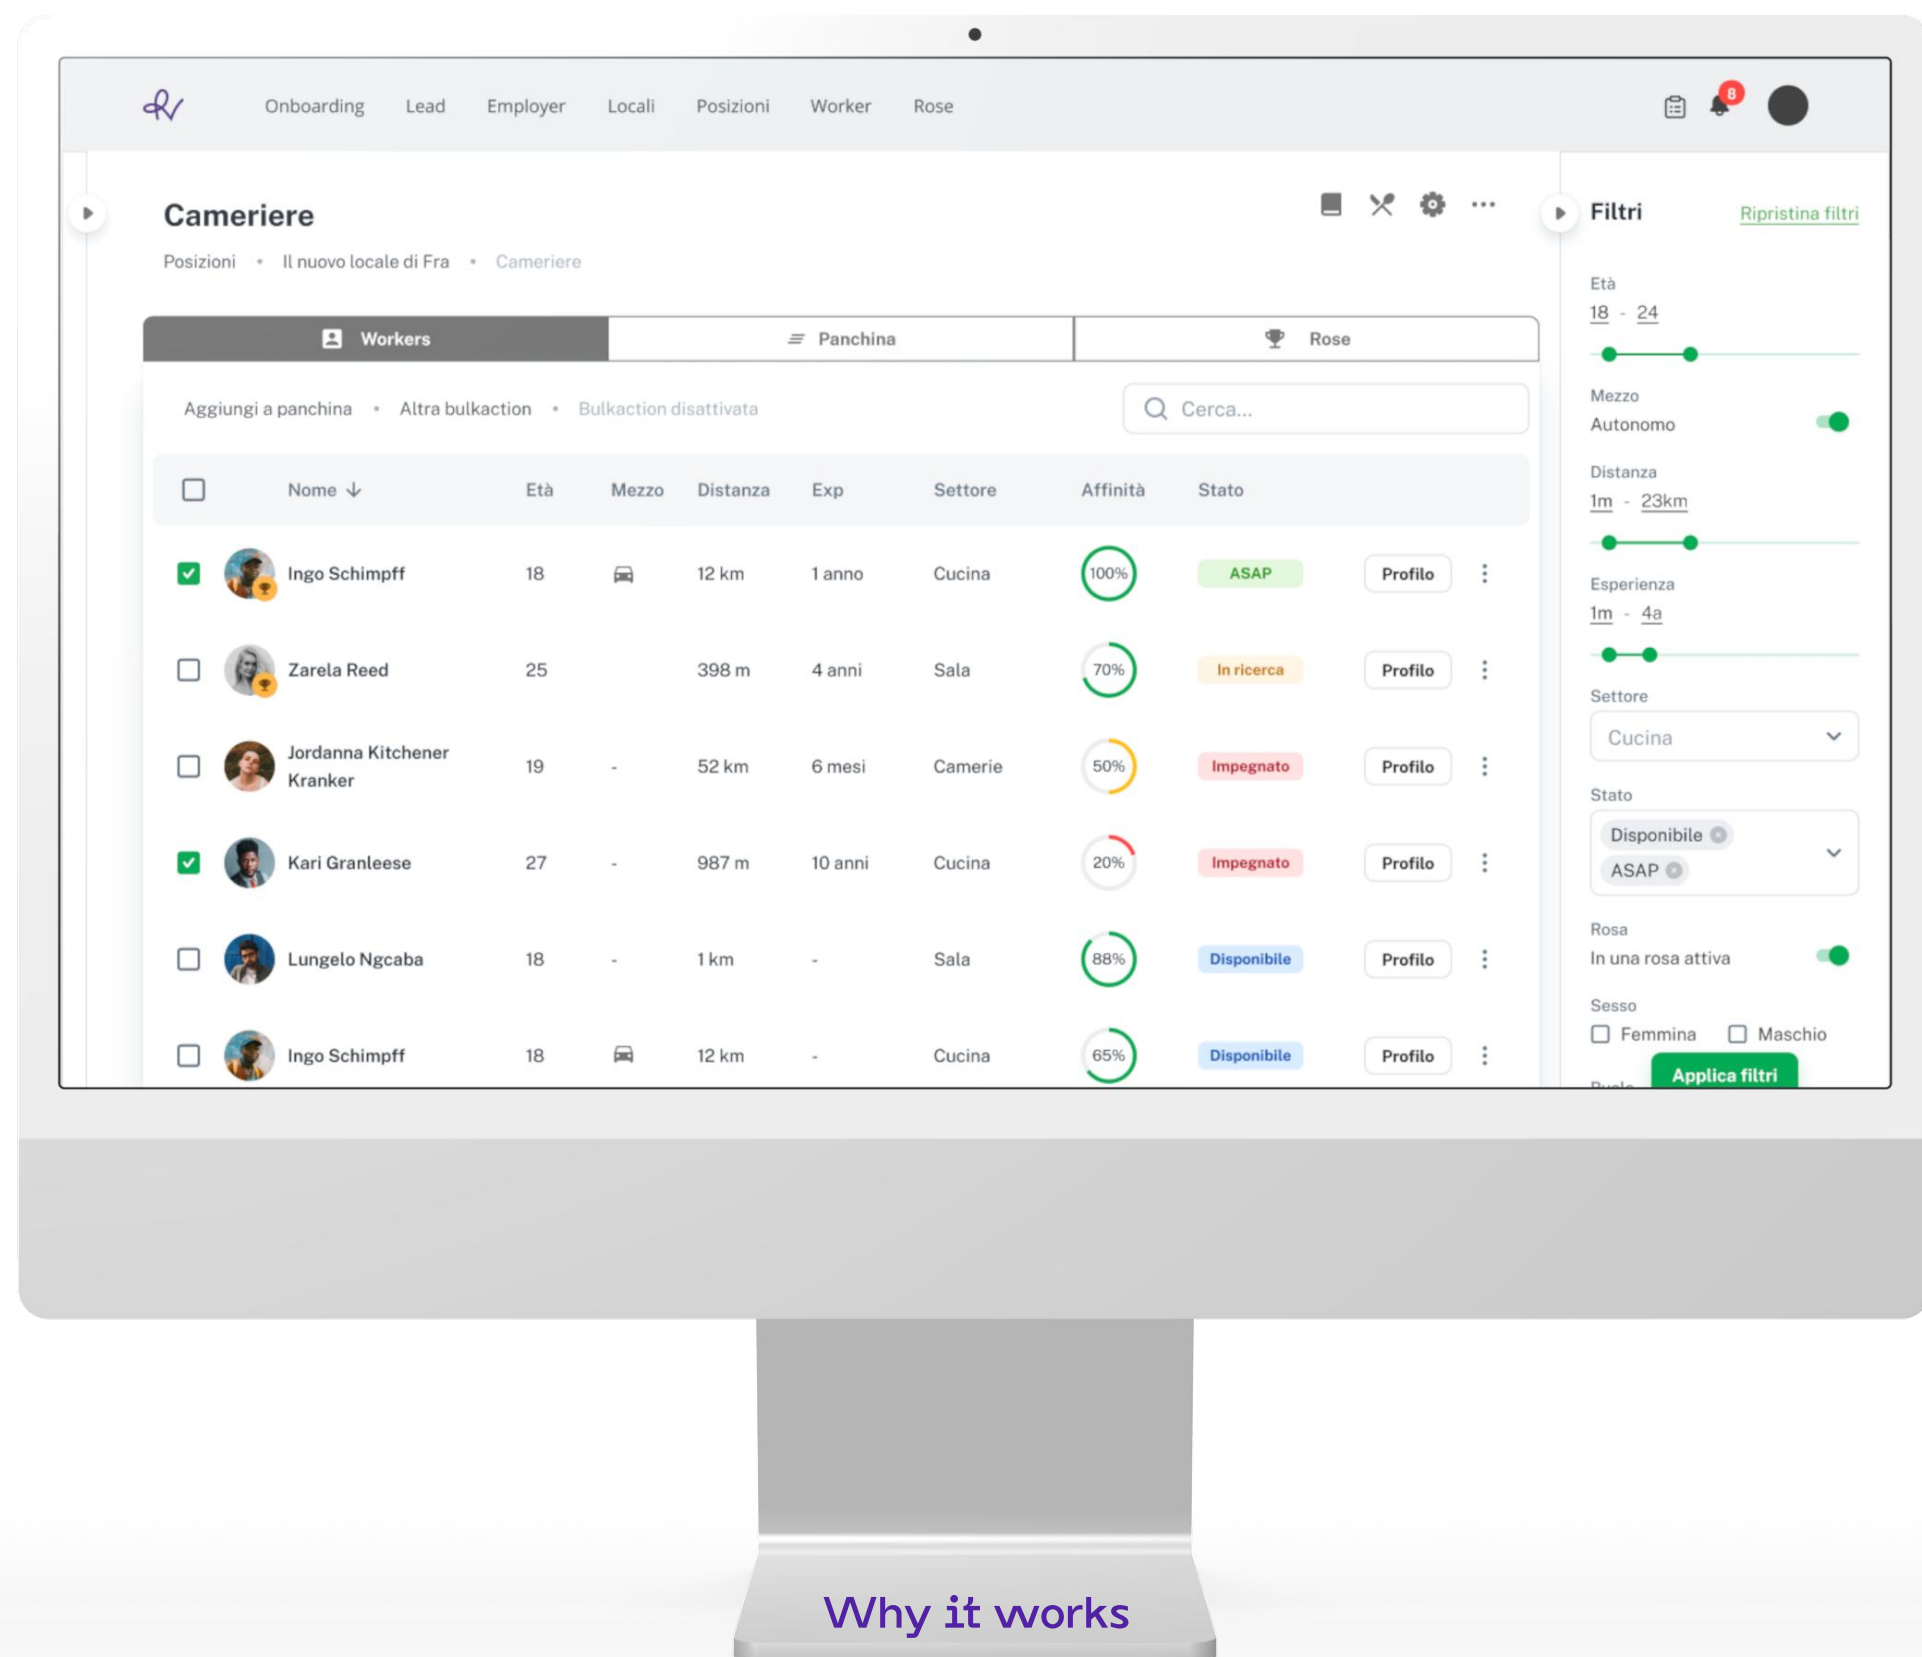 Onboarding Lead Employer Locali Posizioni Worker Rose 8
Cameriere
Posizioni • Il nuovo locale di Fra • Cameriere
Workers Panchina Rose
Aggiungi a panchina • Altra bulkaction • Bulkaction disattivata Cerca...
Nome Età Mezzo Distanza Exp Settore Affinità Stato
Ingo Schimpff 18 12 km 1 anno Cucina 100% ASAP Profilo
Zarela Reed 25 398 m 4 anni Sala 70% In ricerca Profilo
Jordanna Kitchener
Kranker 19 - 52 km 6 mesi Camerie 50% Impegnato Profilo
Kari Granleese 27 - 987 m 10 anni Cucina 20% Impegnato Profilo
Lungelo Ngcaba 18 - 1 km - Sala 88% Disponibile Profilo
Ingo Schimpff 18 12 km - Cucina 65% Disponibile Profilo
Filtri Ripristina filtri
Età
18 - 24
Mezzo
Autonomo
Distanza
1m - 23km
Esperienza
1m - 4a
Settore
Cucina
Stato
Disponibile
ASAP
Rosa
In una rosa attiva
Sesso
Femmina Maschio
Applica filtri
Why it works